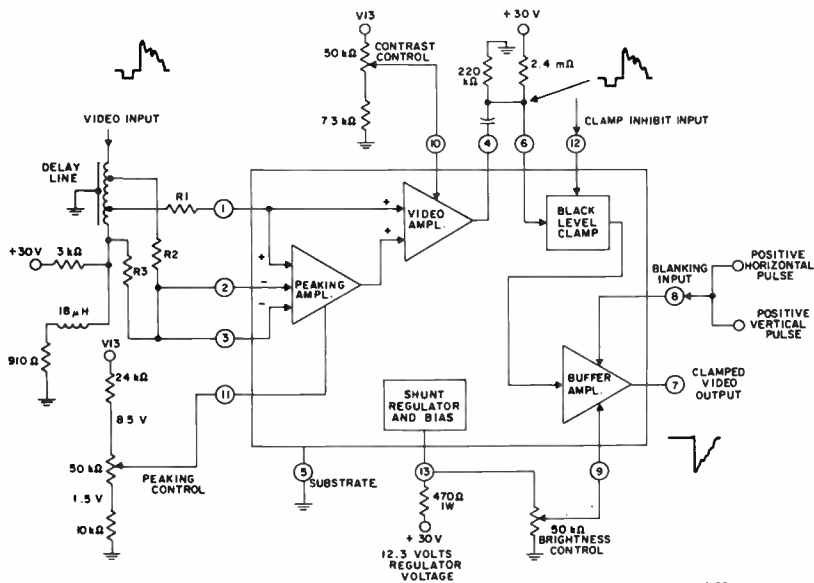 V13
+30V
50 kΩ
CONTRAST
CONTROL
220
kΩ
2.4 mΩ
7.3 kΩ
VIDEO INPUT
CLAMP INHIBIT INPUT
10
4
6
12
DELAY
LINE
R1
1
+
+
VIDEO
AMPL.
BLACK
LEVEL
CLAMP
+30V
3 kΩ
R3
R2
2
+
−
−
PEAKING
AMPL.
BLANKING
INPUT
8
POSITIVE
HORIZONTAL
PULSE
POSITIVE
VERTICAL
PULSE
18 μH
3
910 Ω
V13
24 kΩ
8.5 V
11
SHUNT
REGULATOR
AND BIAS
BUFFER
AMPL.
7
CLAMPED
VIDEO
OUTPUT
50 kΩ
PEAKING
CONTROL
1.5 V
10 kΩ
5
SUBSTRATE
13
9
470Ω
1W
+ 30V
50 kΩ
BRIGHTNESS
CONTROL
12.3 VOLTS
REGULATOR
VOLTAGE